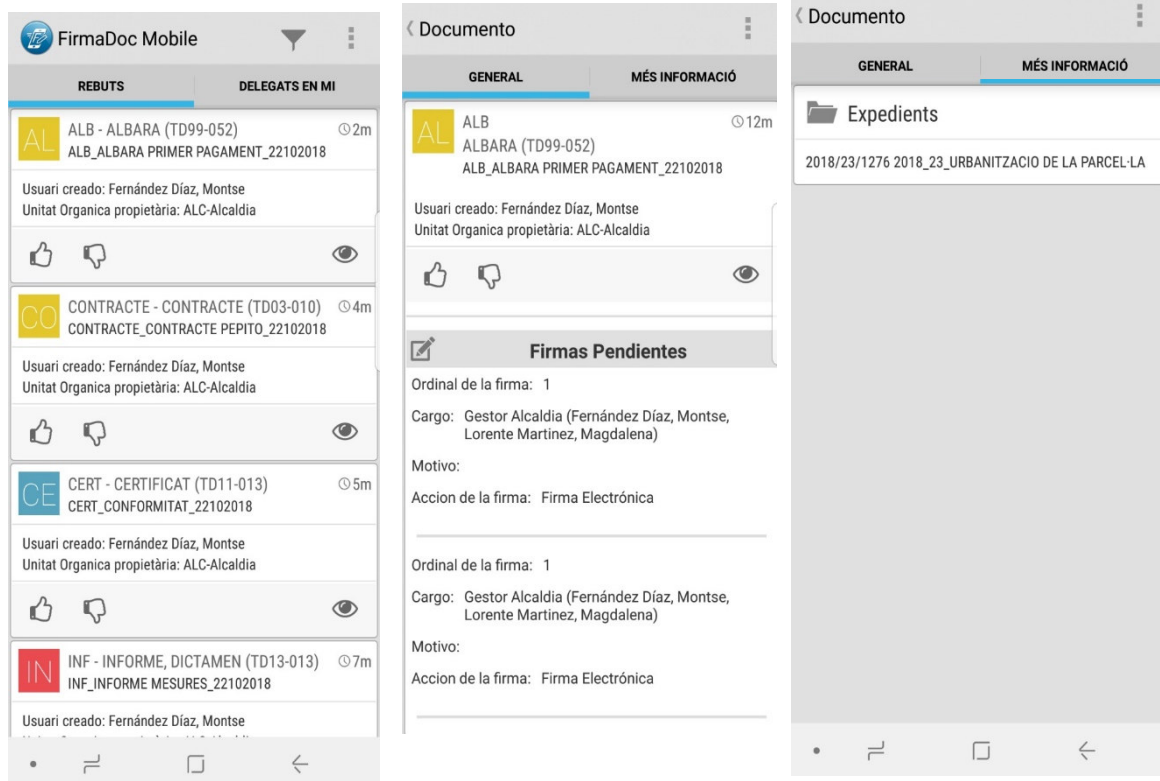 FirmaDoc Mobile
REBUTS DELEGATS EN MI
AL
ALB - ALBARA (TD99-052) 2m
ALB_ALBARA PRIMER PAGAMENT_22102018
Usuari creado: Fernández Díaz, Montse
Unitat Organica propietària: ALC-Alcaldia
CO
CONTRACTE - CONTRACTE (TD03-010) 4m
CONTRACTE_CONTRACTE PEPITO_22102018
Usuari creado: Fernández Díaz, Montse
Unitat Organica propietària: ALC-Alcaldia
CE
CERT - CERTIFICAT (TD11-013) 5m
CERT_CONFORMITAT_22102018
Usuari creado: Fernández Díaz, Montse
Unitat Organica propietària: ALC-Alcaldia
IN
INF - INFORME, DICTAMEN (TD13-013) 7m
INF_INFORME MESURES_22102018
Usuari creado: Fernández Díaz, Montse
Documento
GENERAL MÉS INFORMACIÓ
AL
ALB 12m
ALBARA (TD99-052)
ALB_ALBARA PRIMER PAGAMENT_22102018
Usuari creado: Fernández Díaz, Montse
Unitat Organica propietària: ALC-Alcaldia
Firmas Pendientes
Ordinal de la firma: 1
Cargo: Gestor Alcaldia (Fernández Díaz, Montse,
Lorente Martinez, Magdalena)
Motivo:
Accion de la firma: Firma Electrónica
Ordinal de la firma: 1
Cargo: Gestor Alcaldia (Fernández Díaz, Montse,
Lorente Martinez, Magdalena)
Motivo:
Accion de la firma: Firma Electrónica
Documento
GENERAL MÉS INFORMACIÓ
Expedients
2018/23/1276 2018_23_URBANITZACIO DE LA PARCEL·LA